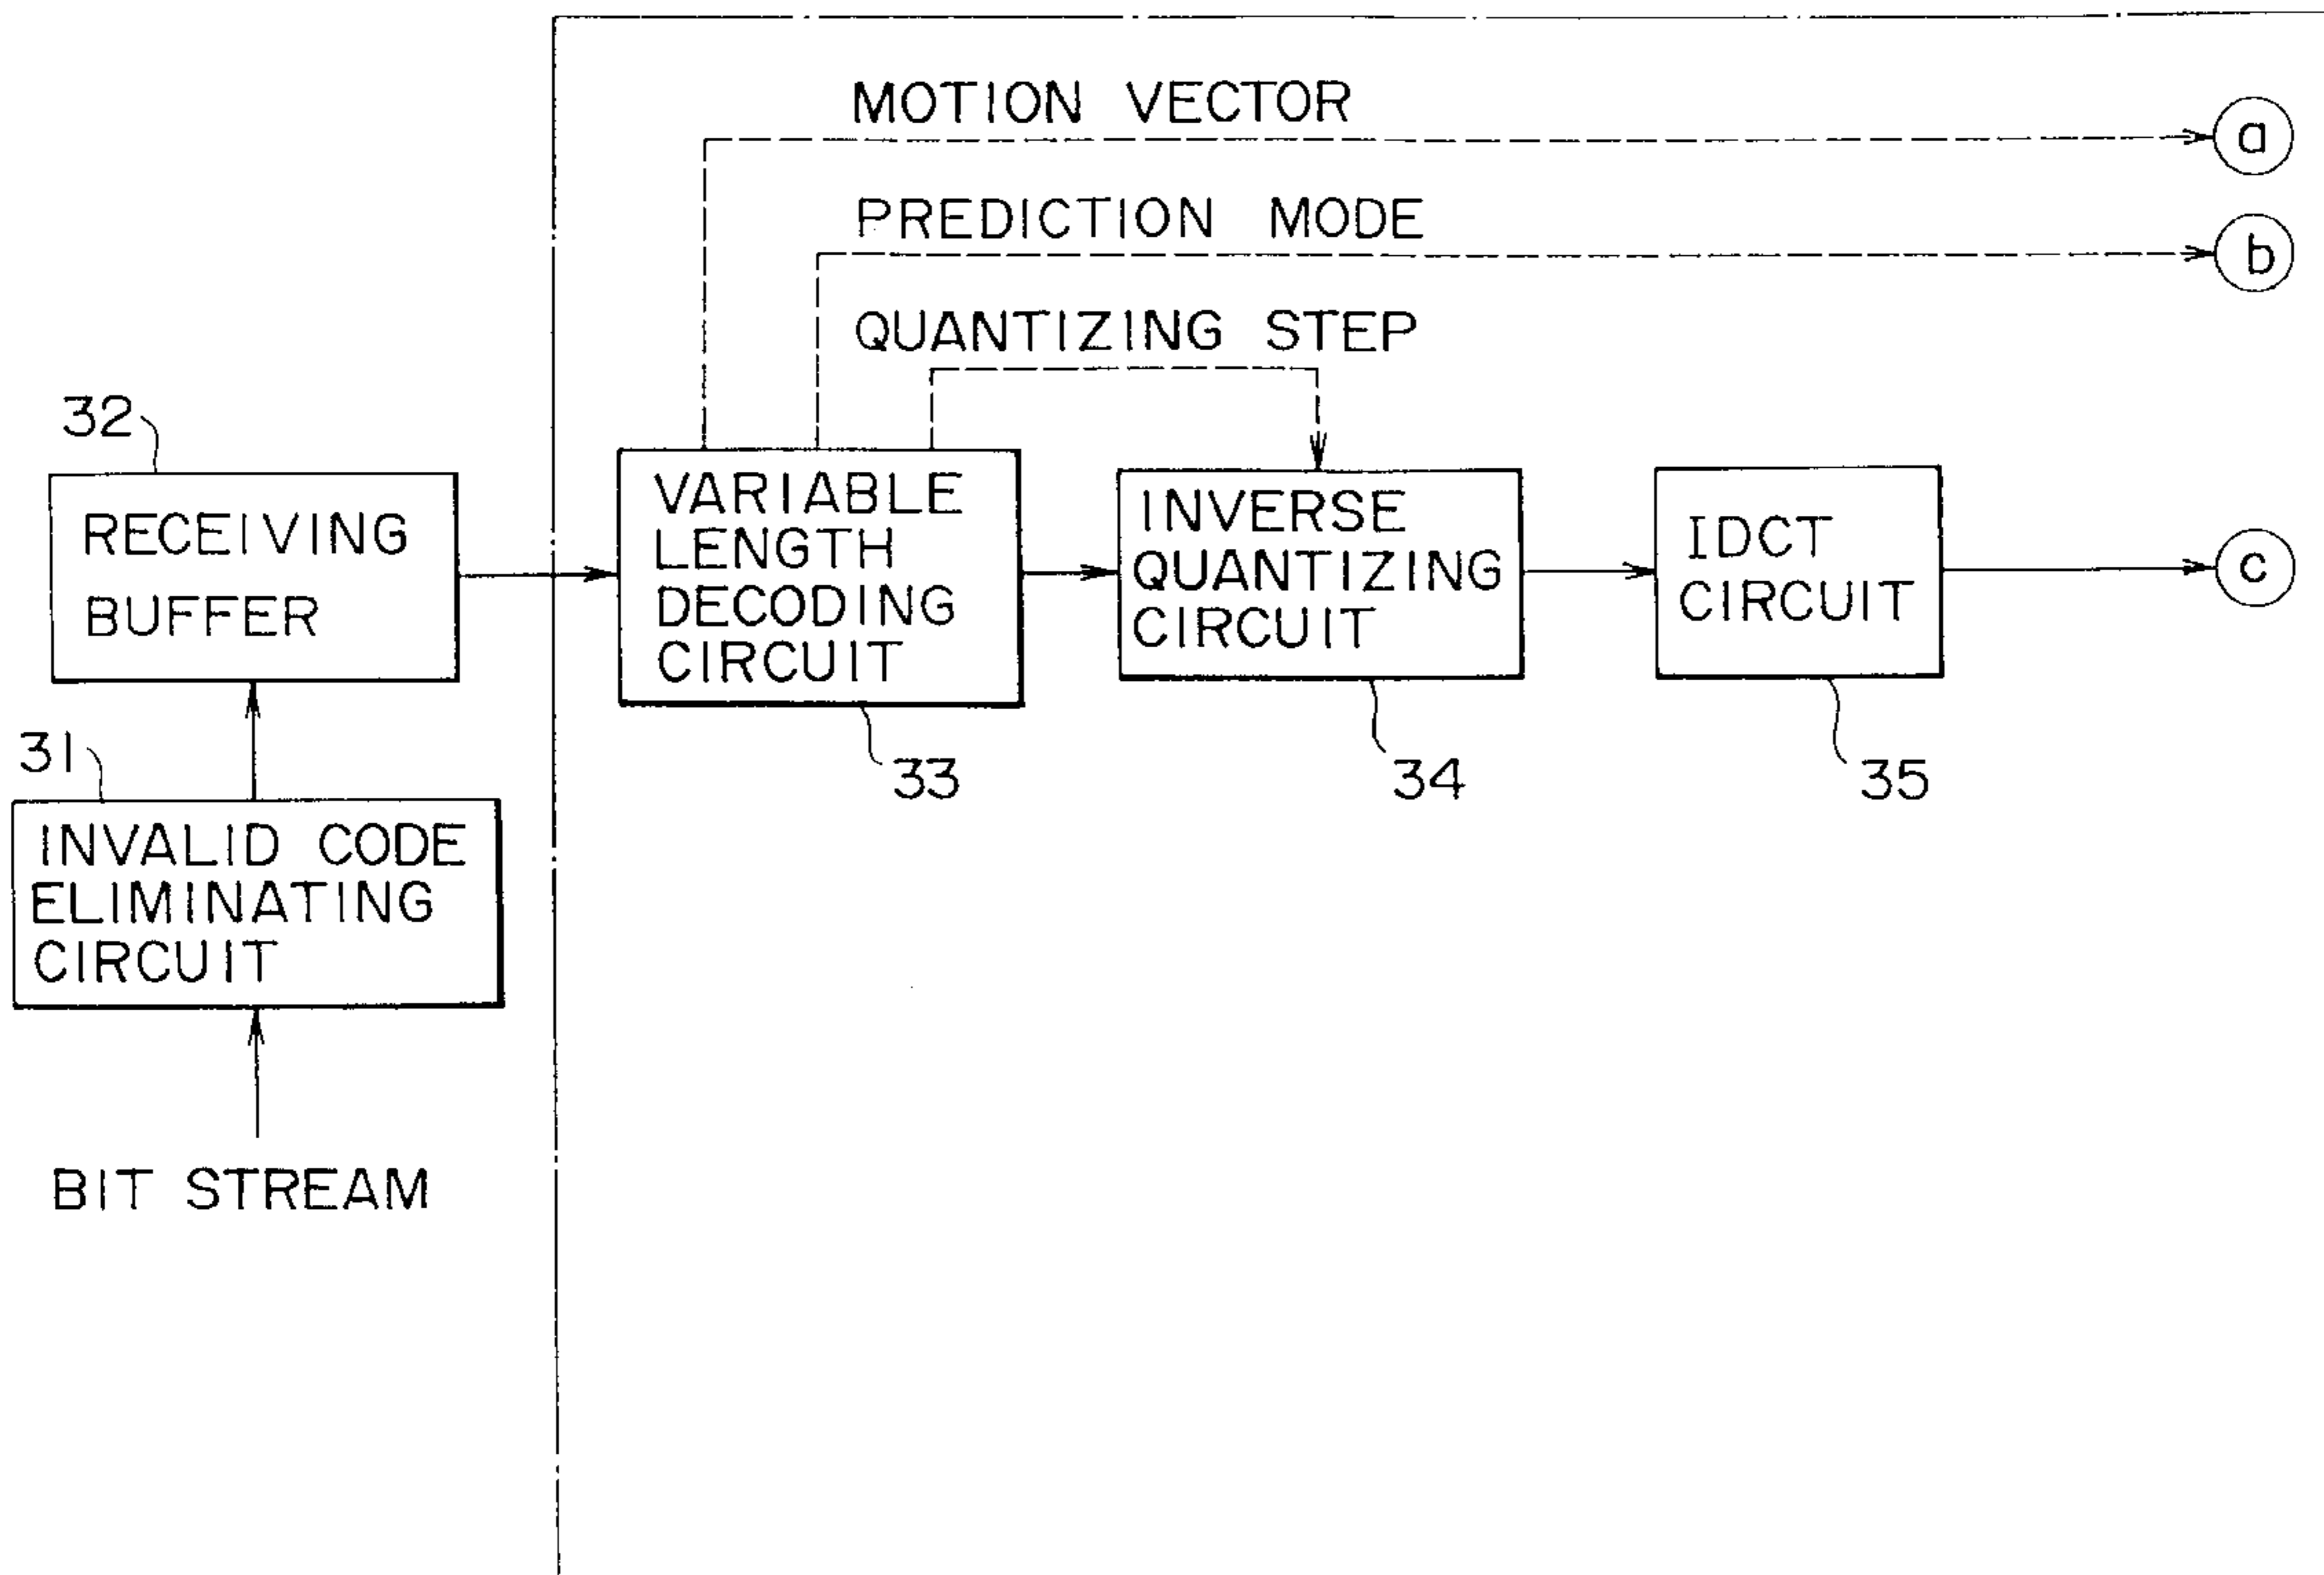 MOTION VECTOR
a
PREDICTION MODE
b
QUANTIZING STEP
32
RECEIVING
BUFFER
VARIABLE
LENGTH
DECODING
CIRCUIT
33
INVERSE
QUANTIZING
CIRCUIT
34
IDCT
CIRCUIT
35
c
31
INVALID CODE
ELIMINATING
CIRCUIT
BIT STREAM